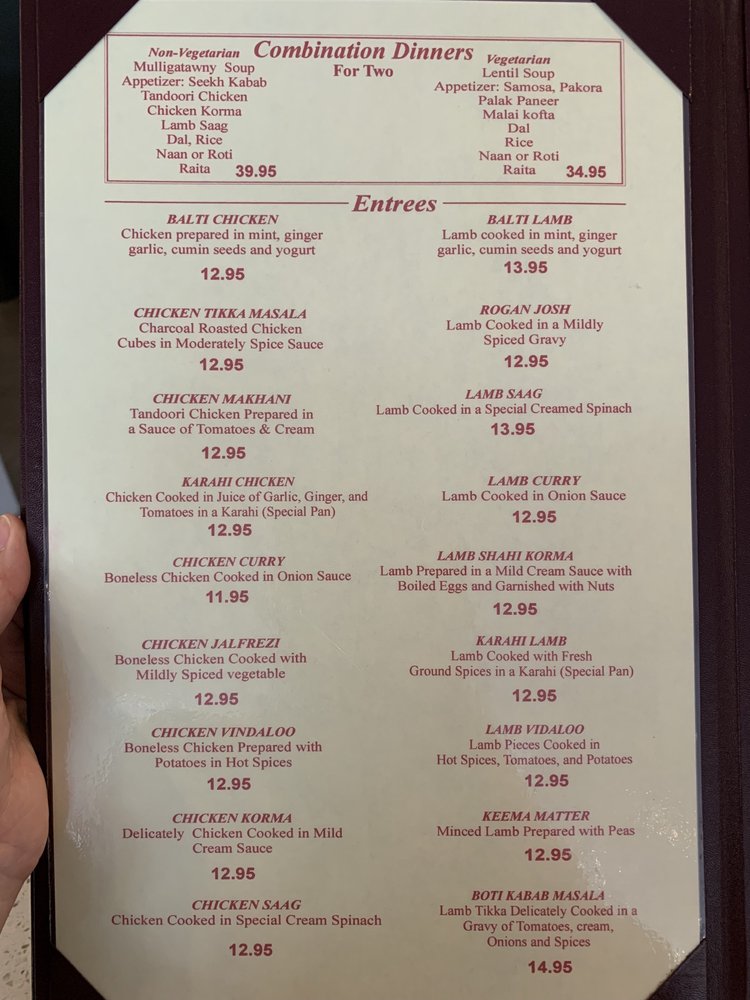 Combination Dinners
For Two
Non-Vegetarian
Mulligatawny Soup
Appetizer: Seekh Kabab
Tandoori Chicken
Chicken Korma
Lamb Saag
Dal, Rice
Naan or Roti
Raita 39.95
Vegetarian
Lentil Soup
Appetizer: Samosa, Pakora
Palak Paneer
Malai kofta
Dal
Rice
Naan or Roti
Raita 34.95
Entrees
BALTI CHICKEN
Chicken prepared in mint, ginger
garlic, cumin seeds and yogurt
12.95
CHICKEN TIKKA MASALA
Charcoal Roasted Chicken
Cubes in Moderately Spice Sauce
12.95
CHICKEN MAKHANI
Tandoori Chicken Prepared in
a Sauce of Tomatoes & Cream
12.95
KARAHI CHICKEN
Chicken Cooked in Juice of Garlic, Ginger, and
Tomatoes in a Karahi (Special Pan)
12.95
CHICKEN CURRY
Boneless Chicken Cooked in Onion Sauce
11.95
CHICKEN JALFREZI
Boneless Chicken Cooked with
Mildly Spiced vegetable
12.95
CHICKEN VINDALOO
Boneless Chicken Prepared with
Potatoes in Hot Spices
12.95
CHICKEN KORMA
Delicately Chicken Cooked in Mild
Cream Sauce
12.95
CHICKEN SAAG
Chicken Cooked in Special Cream Spinach
12.95
BALTI LAMB
Lamb cooked in mint, ginger
garlic, cumin seeds and yogurt
13.95
ROGAN JOSH
Lamb Cooked in a Mildly
Spiced Gravy
12.95
LAMB SAAG
Lamb Cooked in a Special Creamed Spinach
13.95
LAMB CURRY
Lamb Cooked in Onion Sauce
12.95
LAMB SHAHI KORMA
Lamb Prepared in a Mild Cream Sauce with
Boiled Eggs and Garnished with Nuts
12.95
KARAHI LAMB
Lamb Cooked with Fresh
Ground Spices in a Karahi (Special Pan)
12.95
LAMB VIDALOO
Lamb Pieces Cooked in
Hot Spices, Tomatoes, and Potatoes
12.95
KEEMA MATTER
Minced Lamb Prepared with Peas
12.95
BOTI KABAB MASALA
Lamb Tikka Delicately Cooked in a
Gravy of Tomatoes, cream,
Onions and Spices
14.95